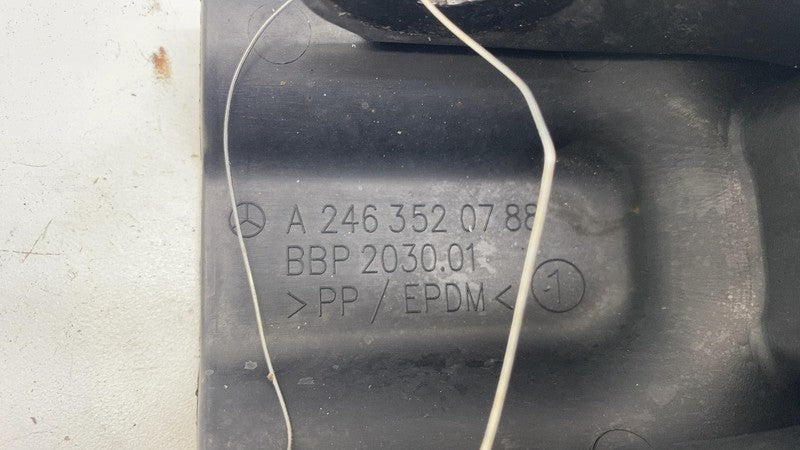 A 246 352 07 88
BBP 2030.01
>PP / EPDM< 1